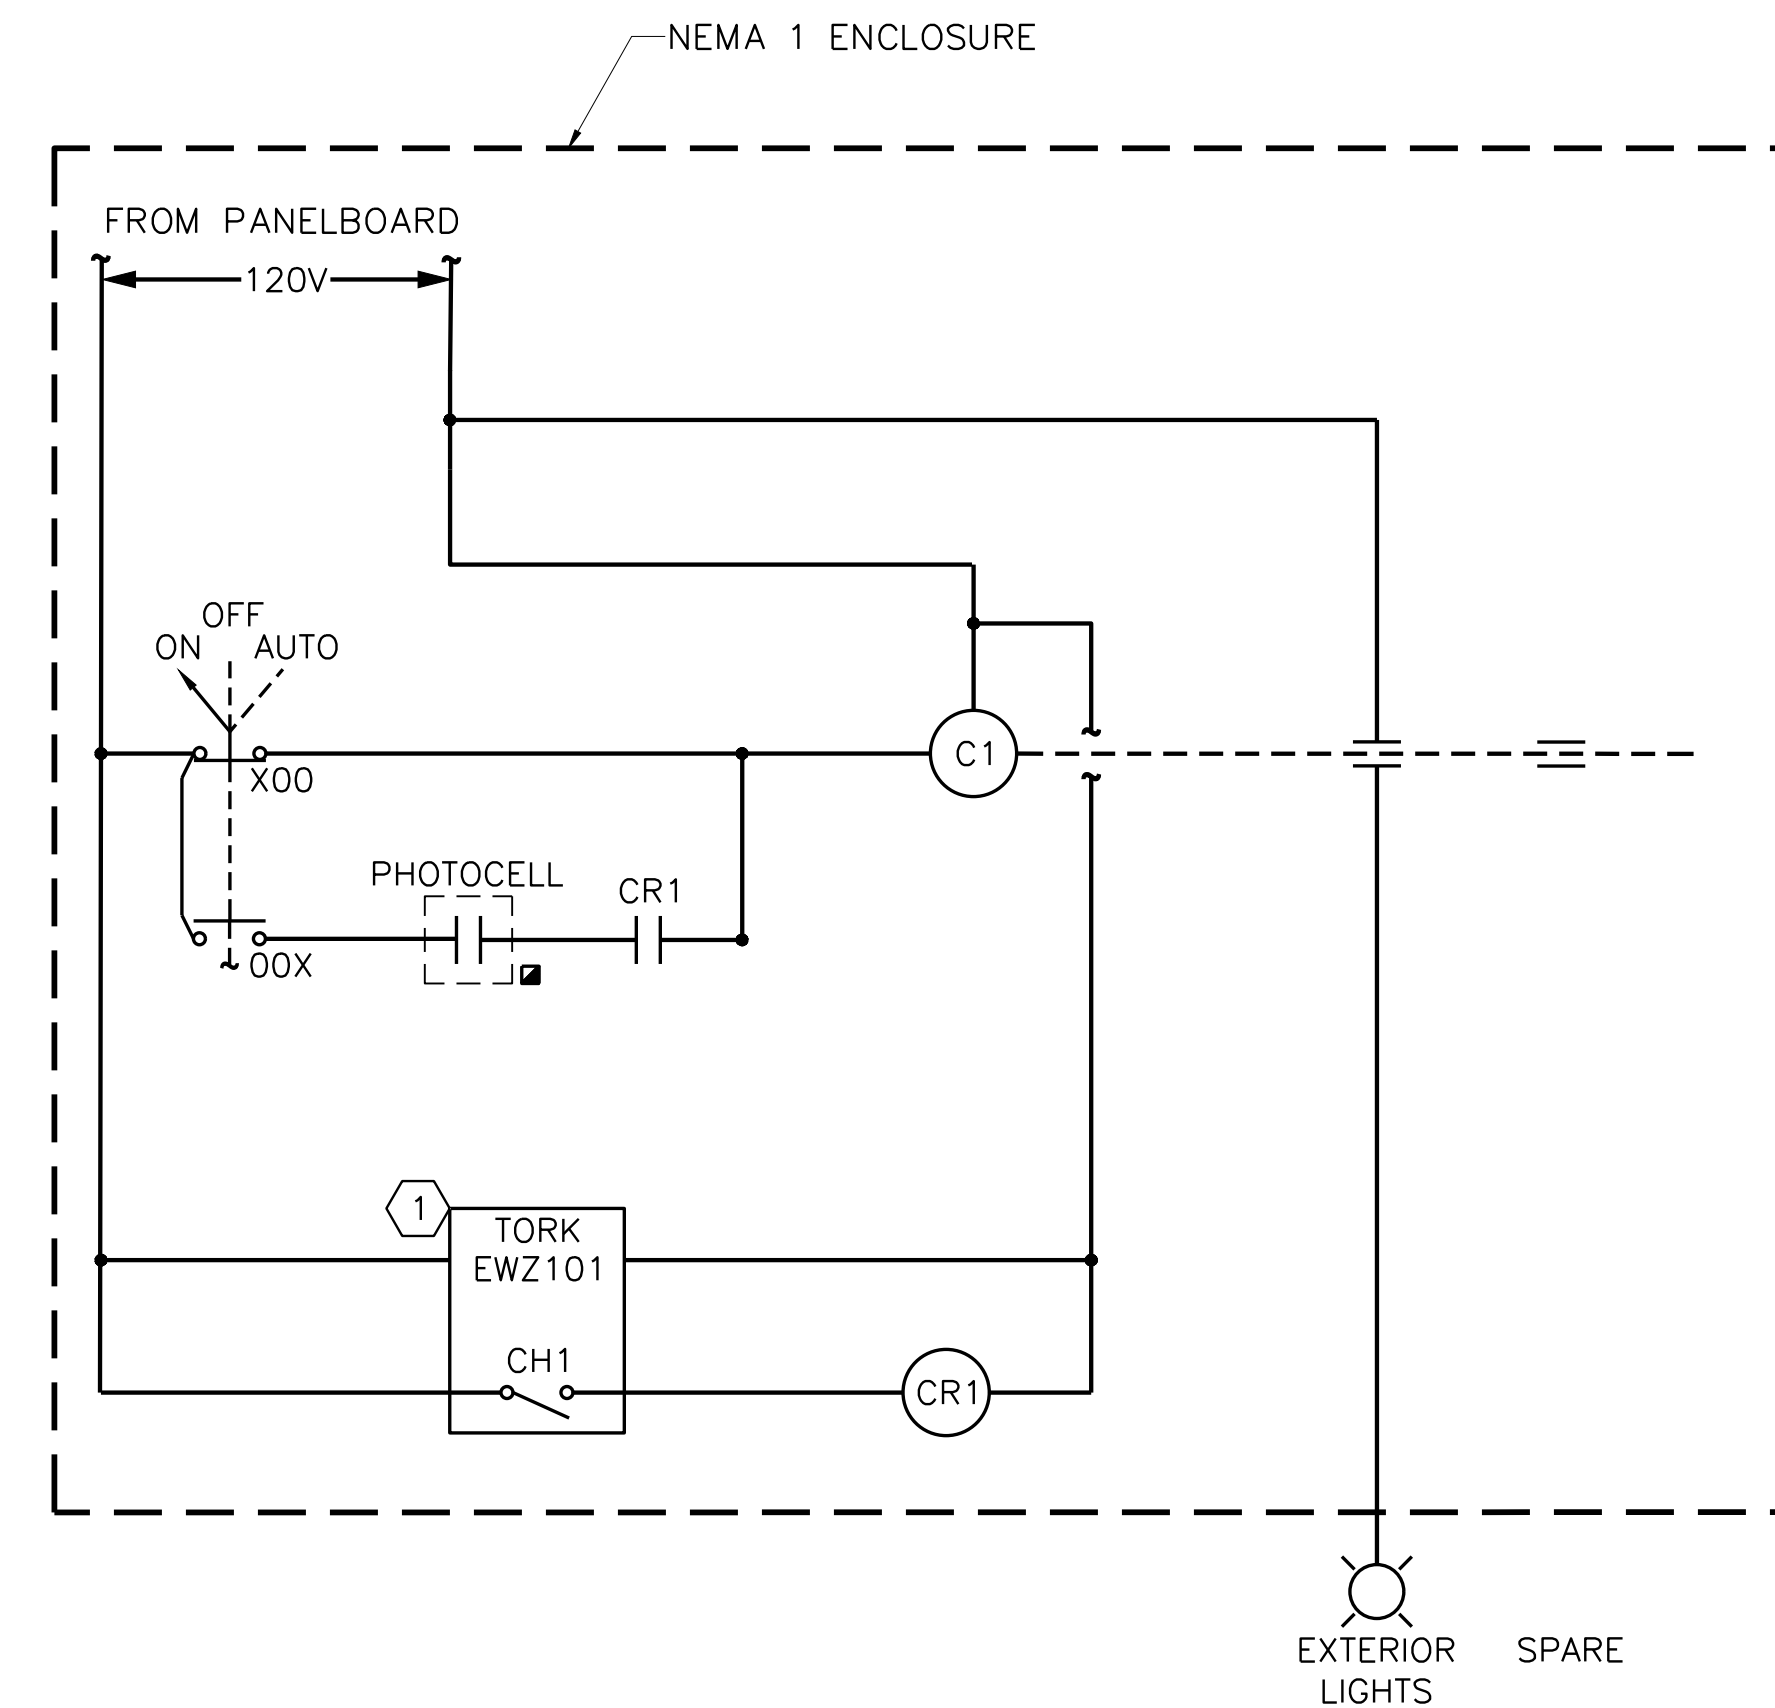 NEMA 1 ENCLOSURE
FROM PANELBOARD
120V
OFF
ON AUTO
X00
C1
PHOTOCELL
CR1
00X
1
TORK
EWZ101
CH1
CR1
EXTERIOR
LIGHTS
SPARE